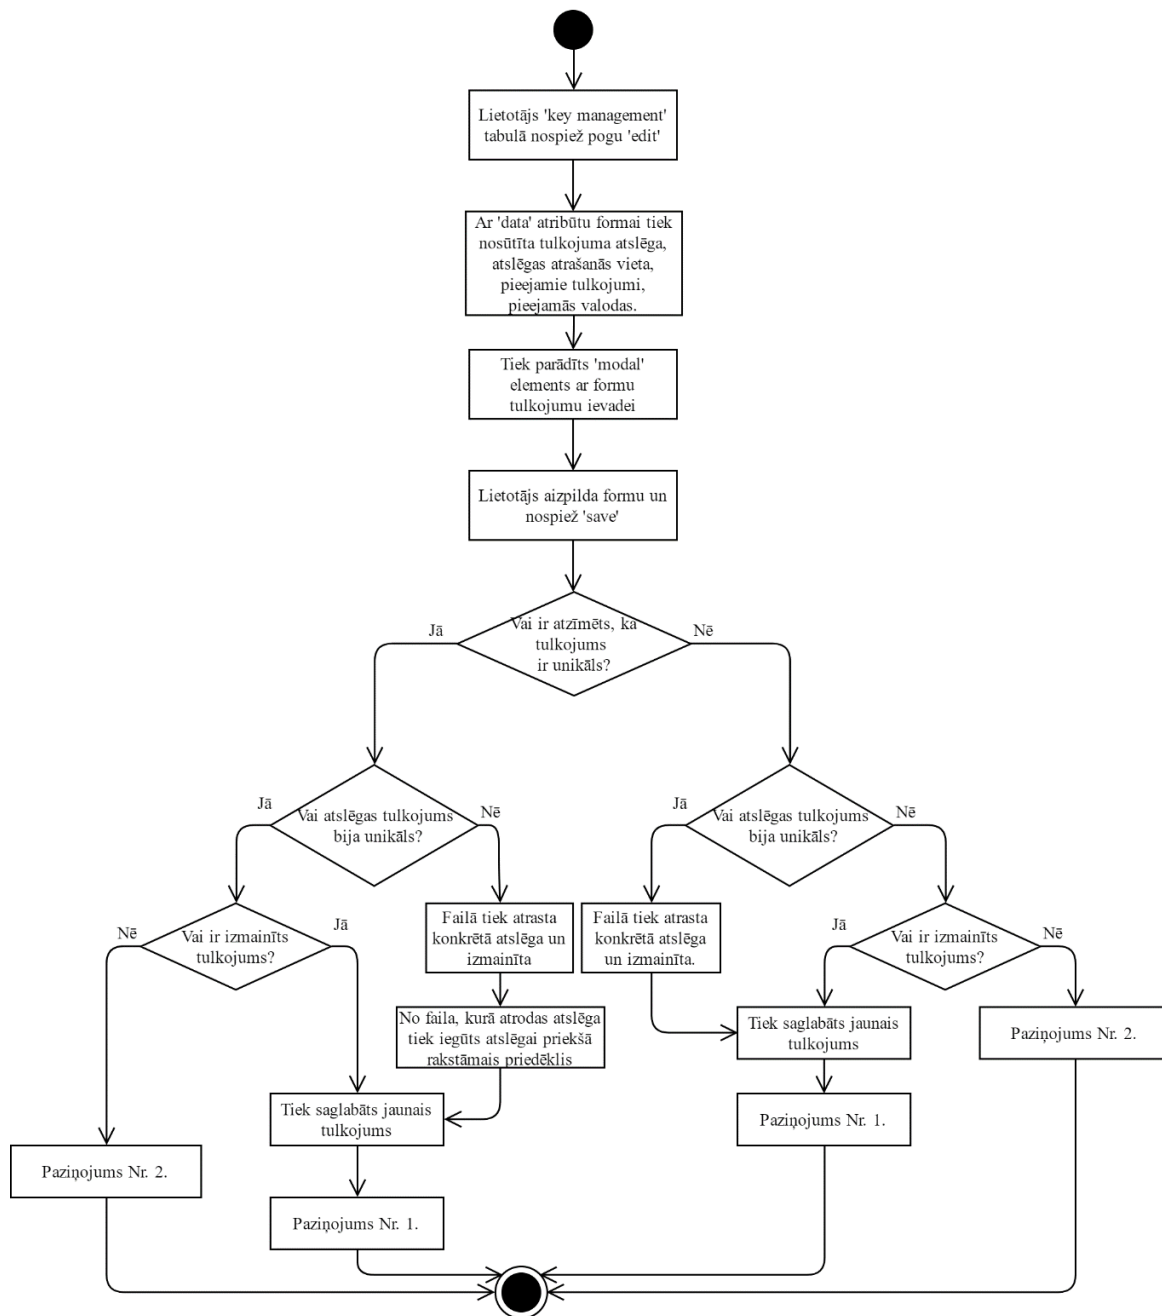 Lietotājs 'key management'
tabulā nospiež pogu 'edit'
Ar 'data' atribūtu formai tiek
nosūtīta tulkojuma atslēga,
atslēgas atrašanās vieta,
pieejamie tulkojumi,
pieejamās valodas.
Tiek parādīts 'modal'
elements ar formu
tulkojumu ievadei
Lietotājs aizpilda formu un
nospiež 'save'
Vai ir atzīmēts, ka
tulkojums
ir unikāls?
Jā
Nē
Vai atslēgas tulkojums
bija unikāls?
Jā
Nē
Vai atslēgas tulkojums
bija unikāls?
Jā
Nē
Vai ir izmainīts
tulkojums?
Nē
Jā
Failā tiek atrasta
konkrētā atslēga un
izmainīta
Failā tiek atrasta
konkrētā atslēga
un izmainīta.
Vai ir izmainīts
tulkojums?
Jā
Nē
No faila, kurā atrodas atslēga
tiek iegūts atslēgai priekšā
rakstāmais priedēklis
Tiek saglabāts jaunais
tulkojums
Paziņojums Nr. 2.
Tiek saglabāts jaunais
tulkojums
Paziņojums Nr. 1.
Paziņojums Nr. 2.
Paziņojums Nr. 1.